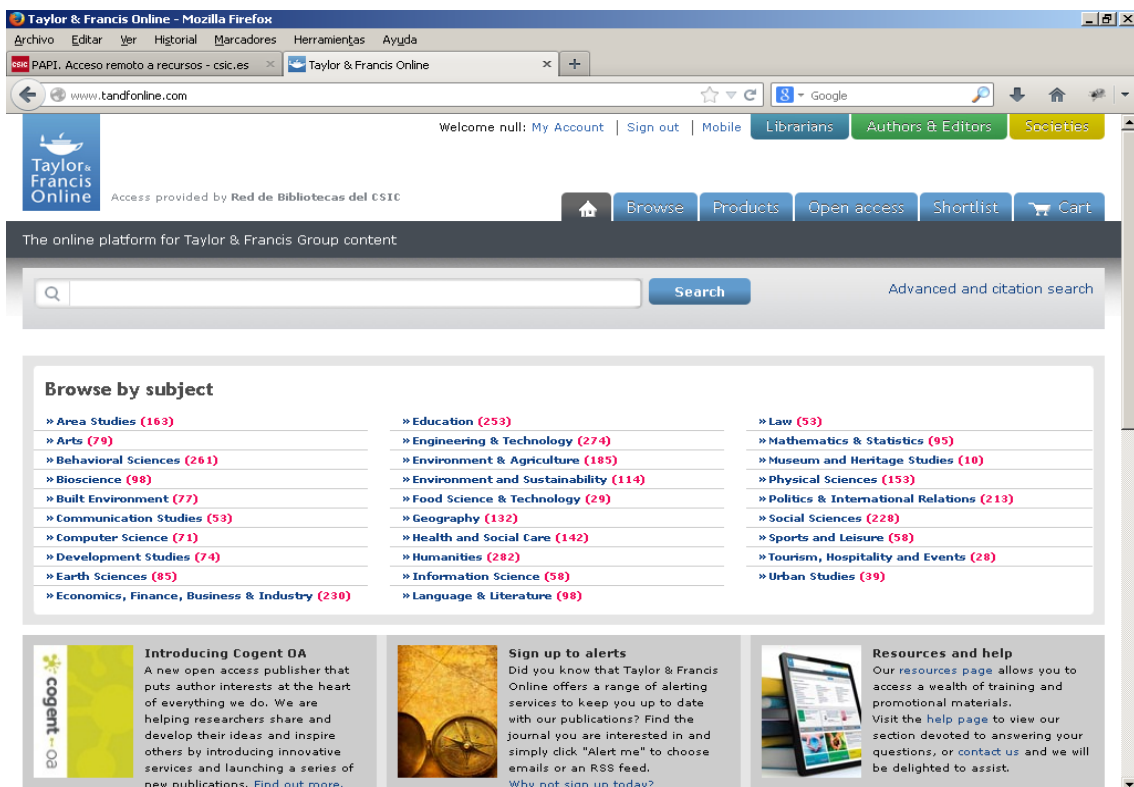 Taylor & Francis Online - Mozilla Firefox
Archivo Editar Ver Historial Marcadores Herramientas Ayuda
csic PAPI. Acceso remoto a recursos - csic.es
Taylor & Francis Online
www.tandfonline.com
Google
Welcome null: My Account | Sign out | Mobile
Librarians
Authors & Editors
Societies
Taylor &
Francis
Online
Access provided by Red de Bibliotecas del CSIC
Browse
Products
Open access
Shortlist
Cart
The online platform for Taylor & Francis Group content
Search
Advanced and citation search
Browse by subject
» Area Studies (163)
» Arts (79)
» Behavioral Sciences (261)
» Bioscience (98)
» Built Environment (77)
» Communication Studies (53)
» Computer Science (71)
» Development Studies (74)
» Earth Sciences (85)
» Economics, Finance, Business & Industry (230)
» Education (253)
» Engineering & Technology (274)
» Environment & Agriculture (185)
» Environment and Sustainability (114)
» Food Science & Technology (29)
» Geography (132)
» Health and Social Care (142)
» Humanities (282)
» Information Science (58)
» Language & Literature (98)
» Law (53)
» Mathematics & Statistics (95)
» Museum and Heritage Studies (10)
» Physical Sciences (153)
» Politics & International Relations (213)
» Social Sciences (228)
» Sports and Leisure (58)
» Tourism, Hospitality and Events (28)
» Urban Studies (39)
cogent-oa
Introducing Cogent OA
A new open access publisher that
puts author interests at the heart
of everything we do. We are
helping researchers share and
develop their ideas and inspire
others by introducing innovative
services and launching a series of
new publications. Find out more.
Sign up to alerts
Did you know that Taylor & Francis
Online offers a range of alerting
services to keep you up to date
with our publications? Find the
journal you are interested in and
simply click "Alert me" to choose
emails or an RSS feed.
Why not sign up today?
Resources and help
Our resources page allows you to
access a wealth of training and
promotional materials.
Visit the help page to view our
section devoted to answering your
questions, or contact us and we will
be delighted to assist.